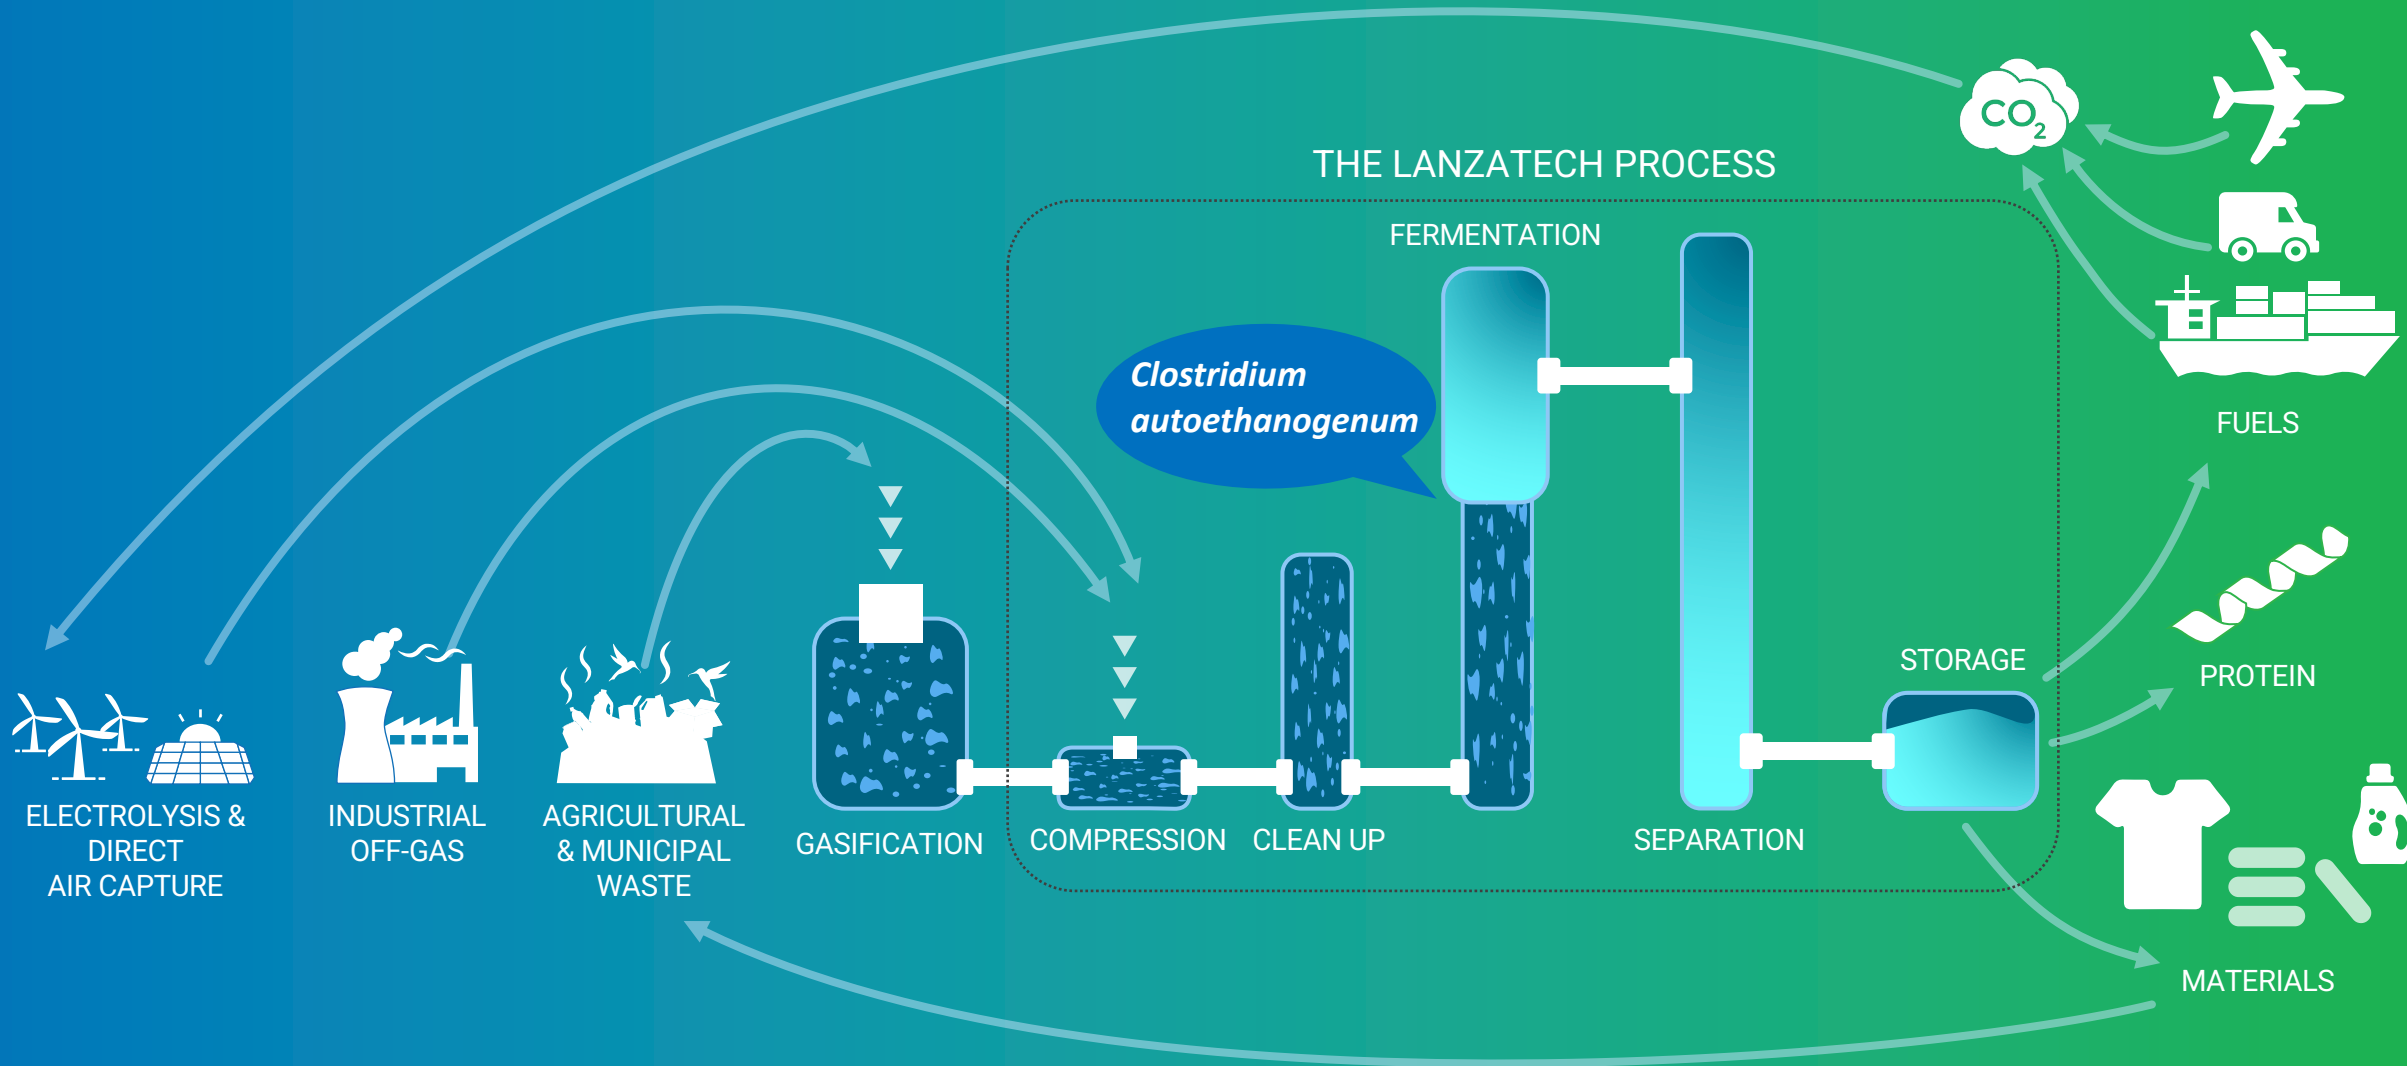 CO2
THE LANZATECH PROCESS
FERMENTATION
Clostridium
autoethanogenum
FUELS
STORAGE
PROTEIN
ELECTROLYSIS &
DIRECT
AIR CAPTURE
INDUSTRIAL
OFF-GAS
AGRICULTURAL
& MUNICIPAL
WASTE
GASIFICATION
COMPRESSION
CLEAN UP
SEPARATION
MATERIALS